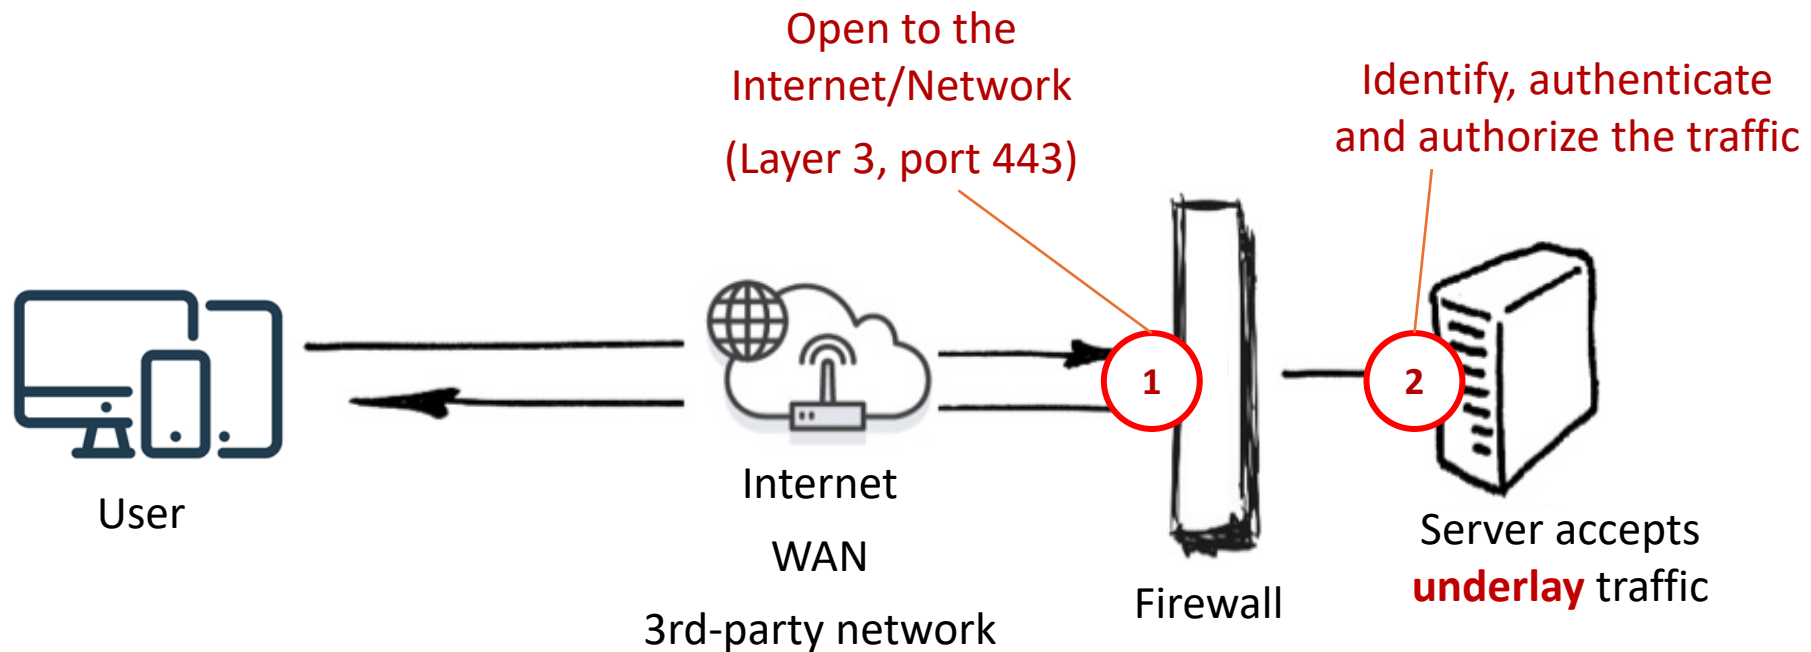 Open to the
Internet/Network
(Layer 3, port 443)
Identify, authenticate
and authorize the traffic
1
2
User
Internet
WAN
3rd-party network
Firewall
Server accepts
underlay traffic